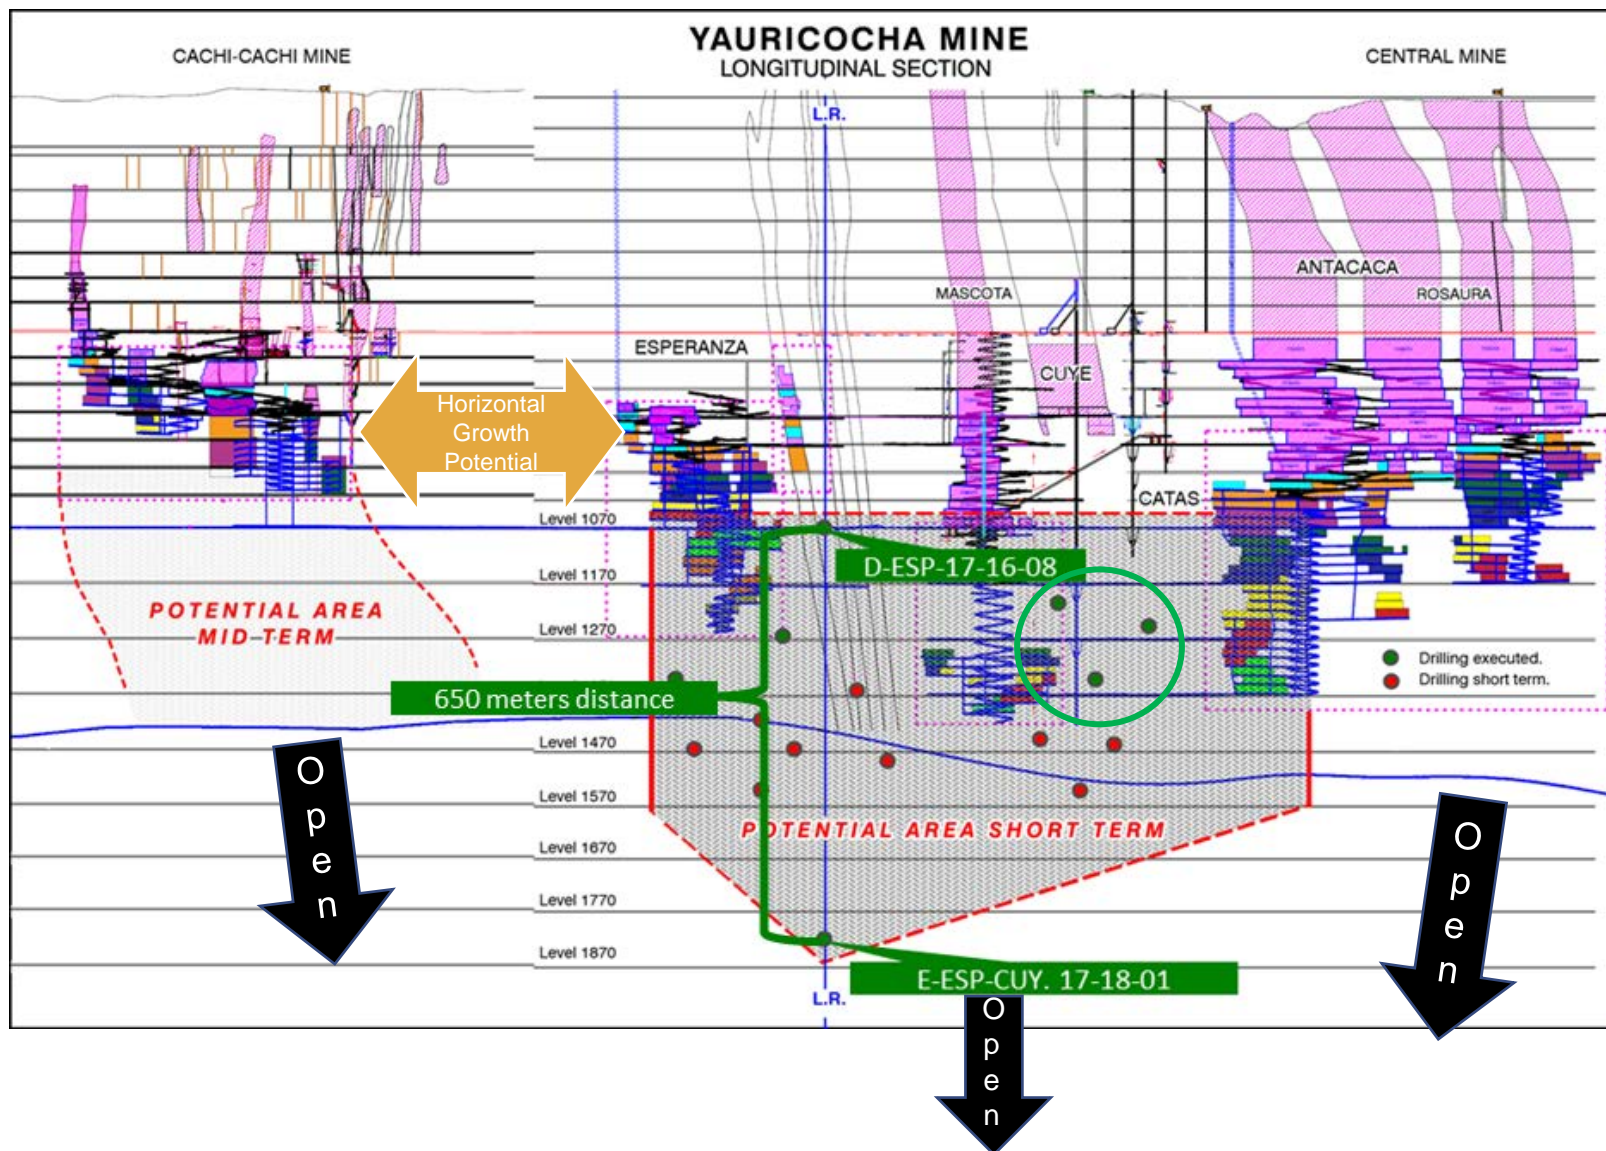 YAURICOCHA MINE
LONGITUDINAL SECTION
CACHI-CACHI MINE
CENTRAL MINE
L.R.
ANTACACA
MASCOTA
ROSAURA
ESPERANZA
CUYE
Horizontal
Growth
Potential
CATAS
Level 1070
D-ESP-17-16-08
Level 1170
POTENTIAL AREA
MID TERM
Level 1270
Drilling executed.
Drilling short term.
650 meters distance
Level 1470
Open
Level 1570
Open
POTENTIAL AREA SHORT TERM
Level 1670
Level 1770
Level 1870
E-ESP-CUY. 17-18-01
L.R.
Open